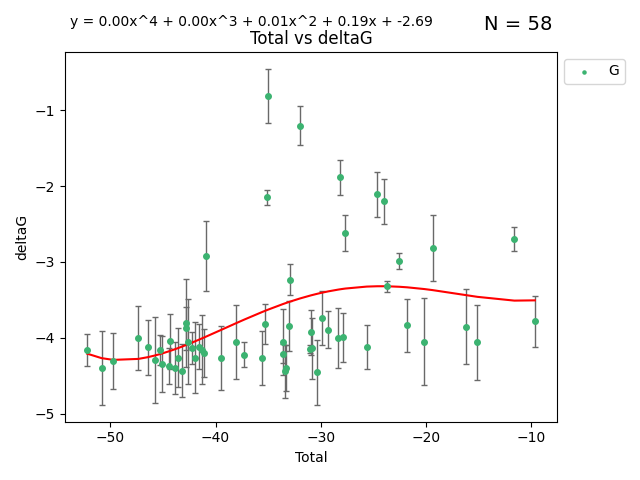 y = 0.00x^4 + 0.00x^3 + 0.01x^2 + 0.19x + -2.69
N = 58
Total vs deltaG
G
−1
−2
−3
−4
−5
deltaG
−50
−40
−30
−20
−10
Total